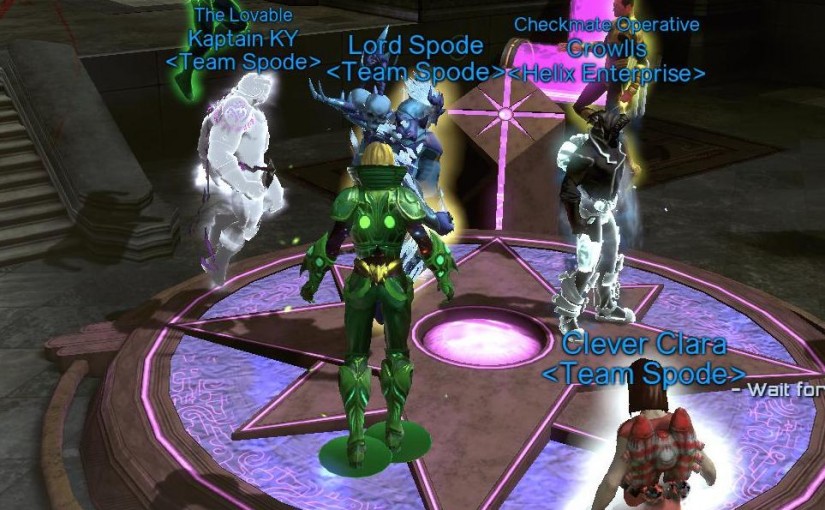 The Lovable
Kaptain KY
<Team Spode>
Lord Spode
<Team Spode>
Checkmate Operative
Crowlls
<Helix Enterprise>
Clever Clara
<Team Spode>
- Wait for